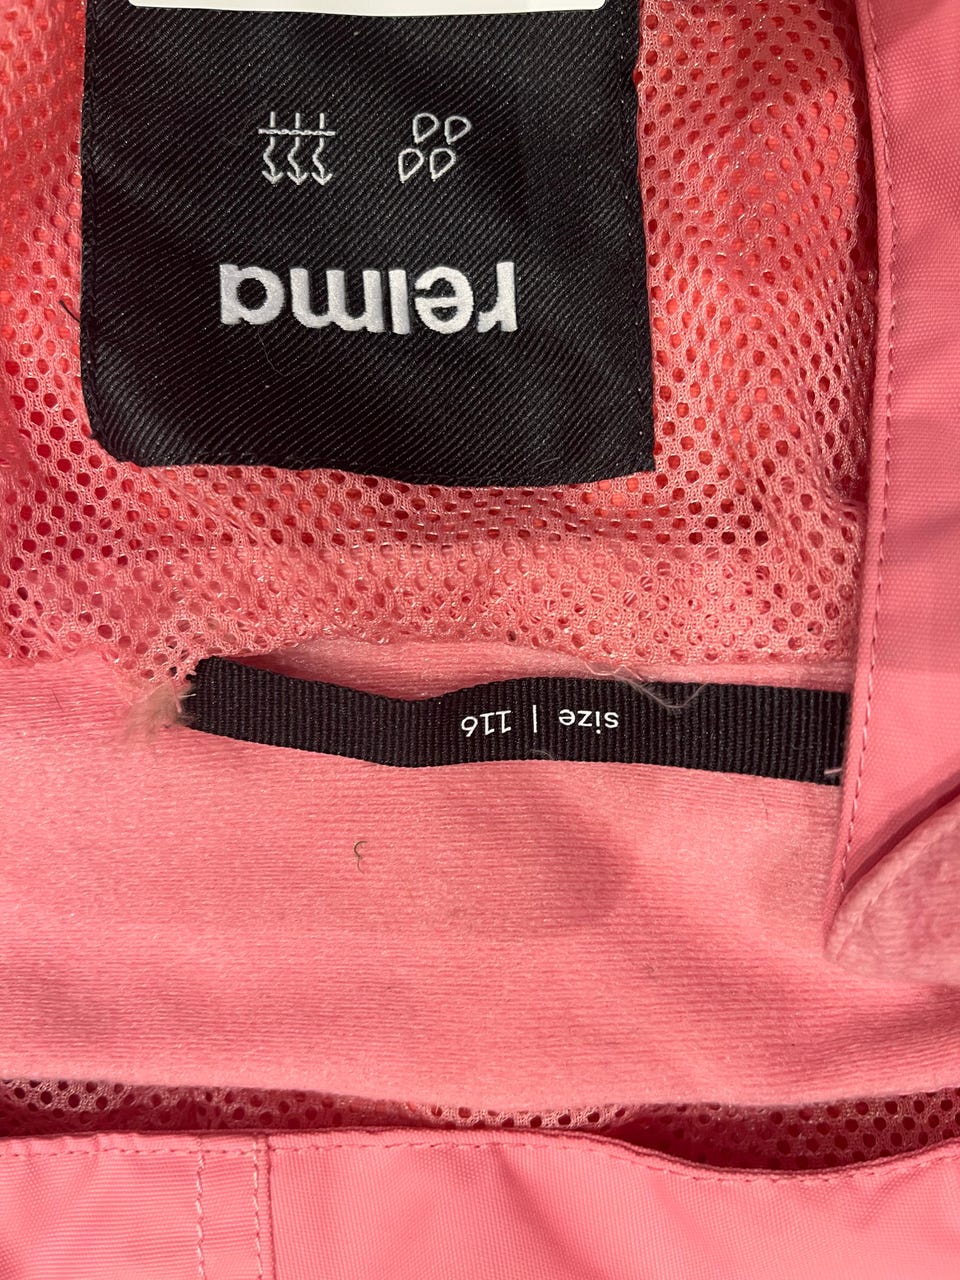 reima
size | 116